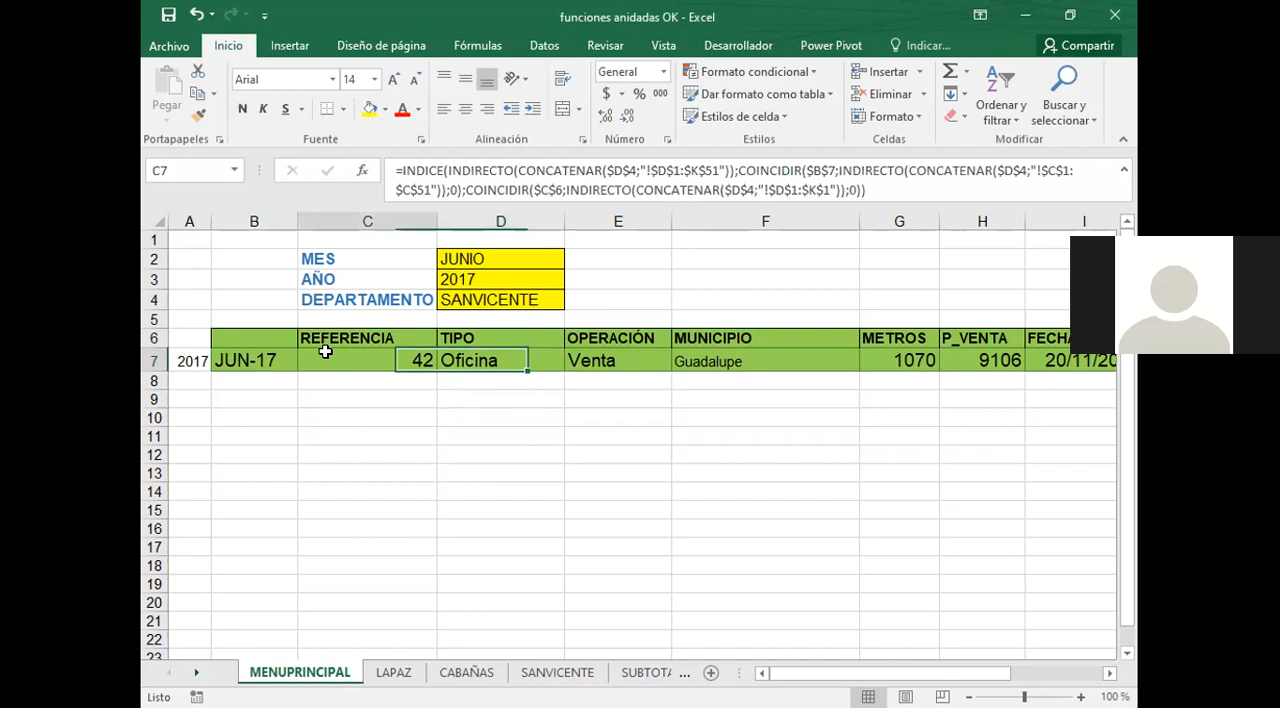 funciones anidadas OK - Excel
Archivo Inicio Insertar Diseño de página Fórmulas Datos Revisar Vista Desarrollador Power Pivot Indicar... Compartir
Pegar
Arial 14
N K S
General
$ % 000
Formato condicional
Dar formato como tabla
Estilos de celda
Insertar
Eliminar
Formato
Ordenar y filtrar
Buscar y seleccionar
Portapapeles Fuente Alineación Número Estilos Celdas Modificar
C7 fx =INDICE(INDIRECTO(CONCATENAR($D$4;"!$D$1:$K$51"));COINCIDIR($B$7;INDIRECTO(CONCATENAR($D$4;"!$C$1:
$C$51"));0);COINCIDIR($C$6;INDIRECTO(CONCATENAR($D$4;"!$D$1:$K$1"));0))
A B C D E F G H I
1
2 MES JUNIO
3 AÑO 2017
4 DEPARTAMENTO SANVICENTE
5
6 REFERENCIA TIPO OPERACIÓN MUNICIPIO METROS P_VENTA FECHA
7 2017 JUN-17 42 Oficina Venta Guadalupe 1070 9106 20/11/20
8
9
10
11
12
13
14
15
16
17
18
19
20
21
22
23
MENUPRINCIPAL LAPAZ CABAÑAS SANVICENTE SUBTOTA ...
Listo 100 %